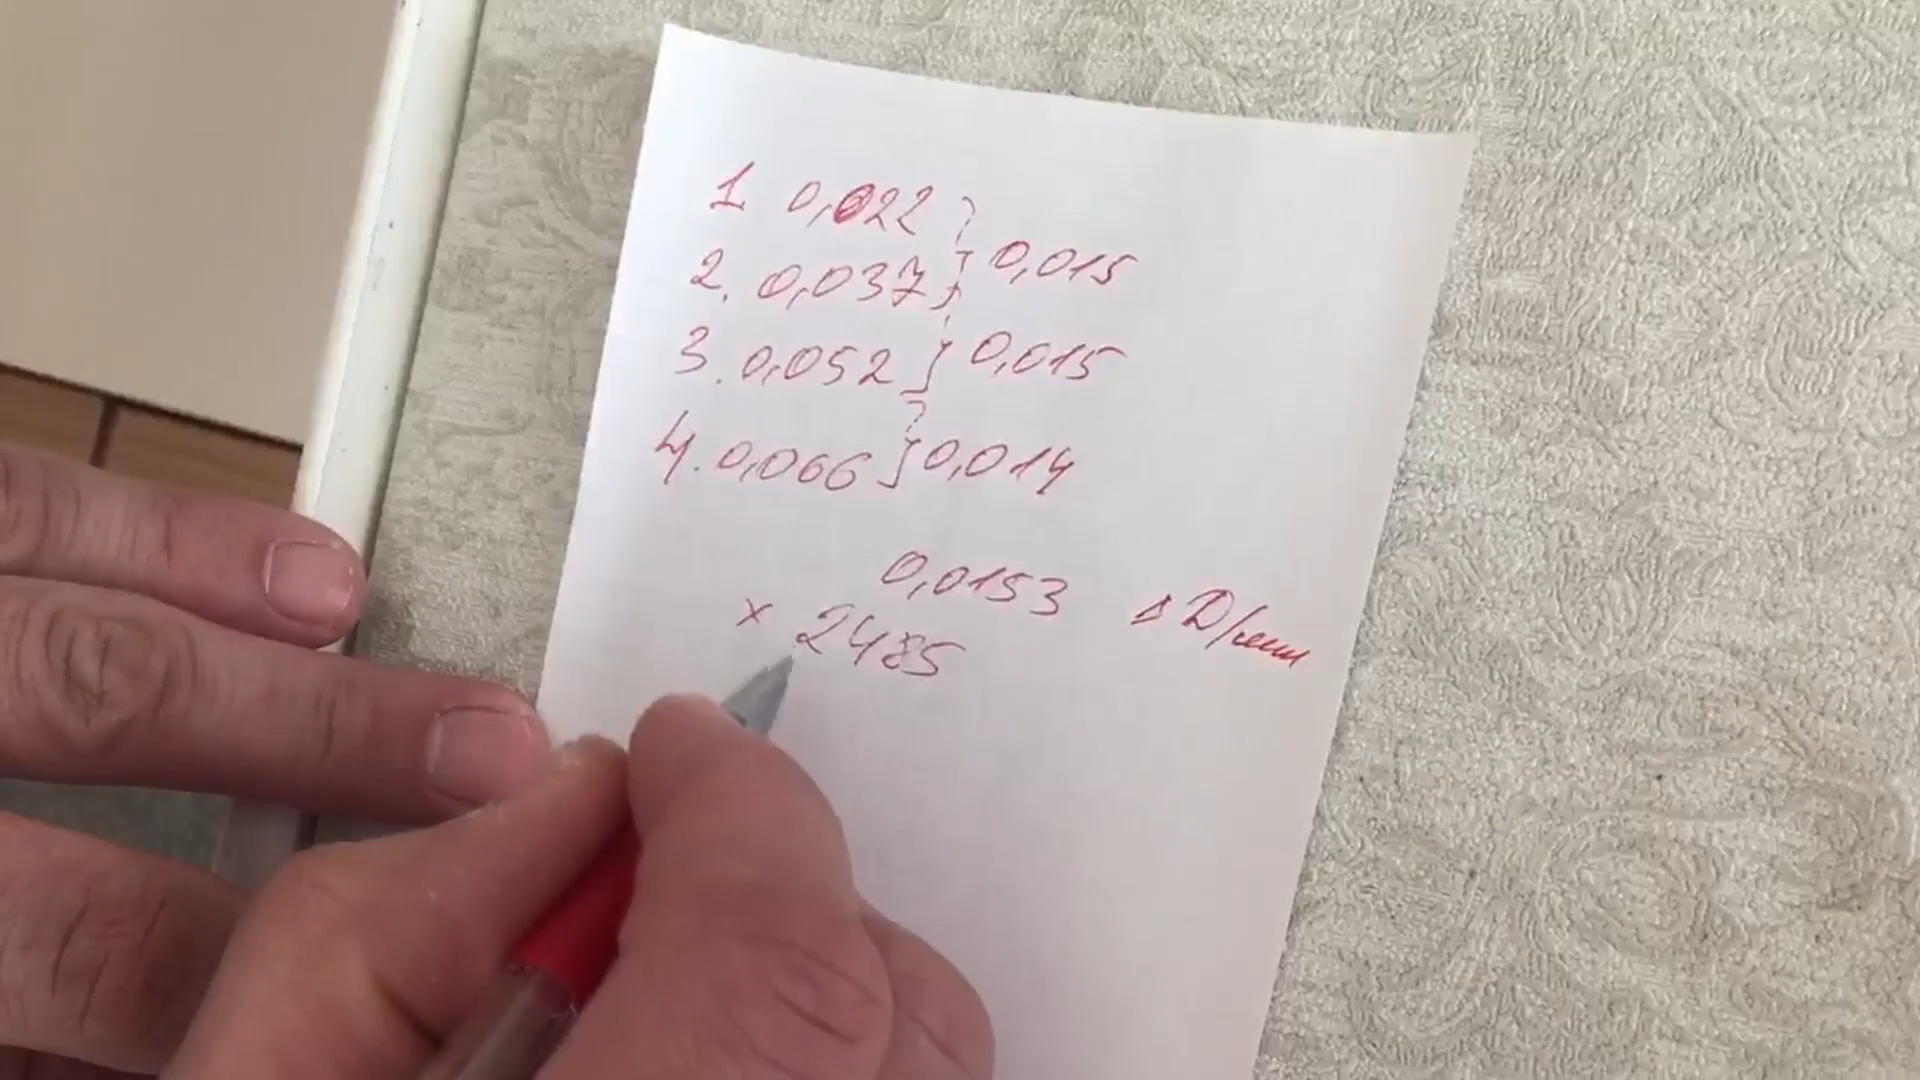 1. 0,022
2. 0,037 } 0,015
3. 0,052 } 0,015
4. 0,066 } 0,014
0,0153 Δ D/мин
× 2485